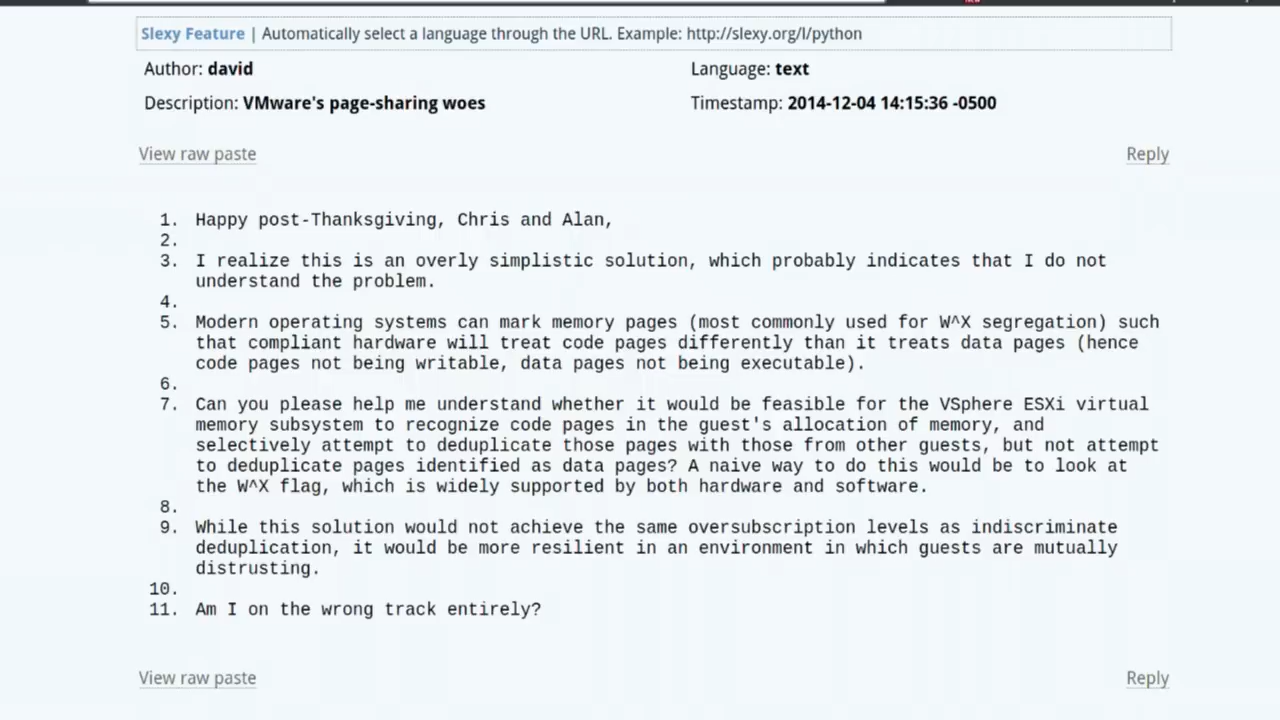 Slexy Feature | Automatically select a language through the URL. Example: http://slexy.org/l/python
Author: david
Language: text
Description: VMware's page-sharing woes
Timestamp: 2014-12-04 14:15:36 -0500
View raw paste
Reply
1. Happy post-Thanksgiving, Chris and Alan,
2.
3. I realize this is an overly simplistic solution, which probably indicates that I do not
understand the problem.
4.
5. Modern operating systems can mark memory pages (most commonly used for W^X segregation) such
that compliant hardware will treat code pages differently than it treats data pages (hence
code pages not being writable, data pages not being executable).
6.
7. Can you please help me understand whether it would be feasible for the VSphere ESXi virtual
memory subsystem to recognize code pages in the guest's allocation of memory, and
selectively attempt to deduplicate those pages with those from other guests, but not attempt
to deduplicate pages identified as data pages? A naive way to do this would be to look at
the W^X flag, which is widely supported by both hardware and software.
8.
9. While this solution would not achieve the same oversubscription levels as indiscriminate
deduplication, it would be more resilient in an environment in which guests are mutually
distrusting.
10.
11. Am I on the wrong track entirely?
View raw paste
Reply